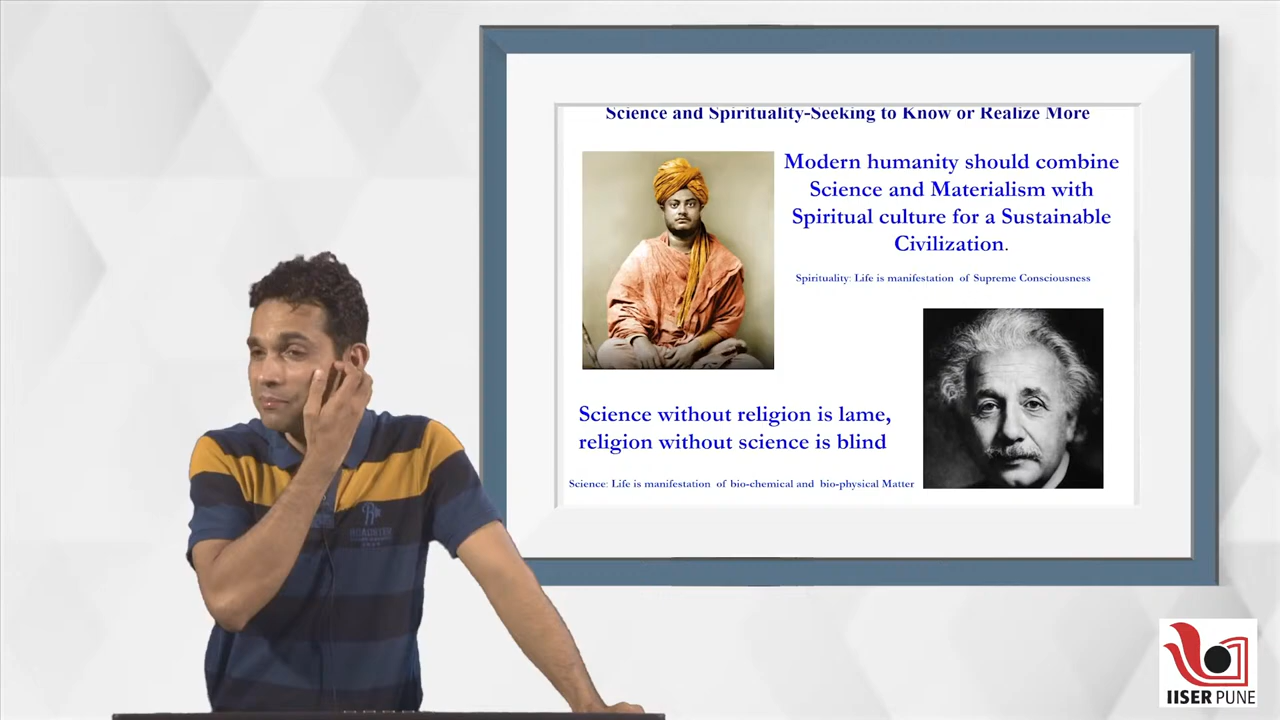 Science and Spirituality-Seeking to Know or Realize More
Modern humanity should combine
Science and Materialism with
Spiritual culture for a Sustainable
Civilization.
Spirituality: Life is manifestation of Supreme Consciousness
Science without religion is lame,
religion without science is blind
Science: Life is manifestation of bio-chemical and bio-physical Matter
ROADSTER
IISER PUNE